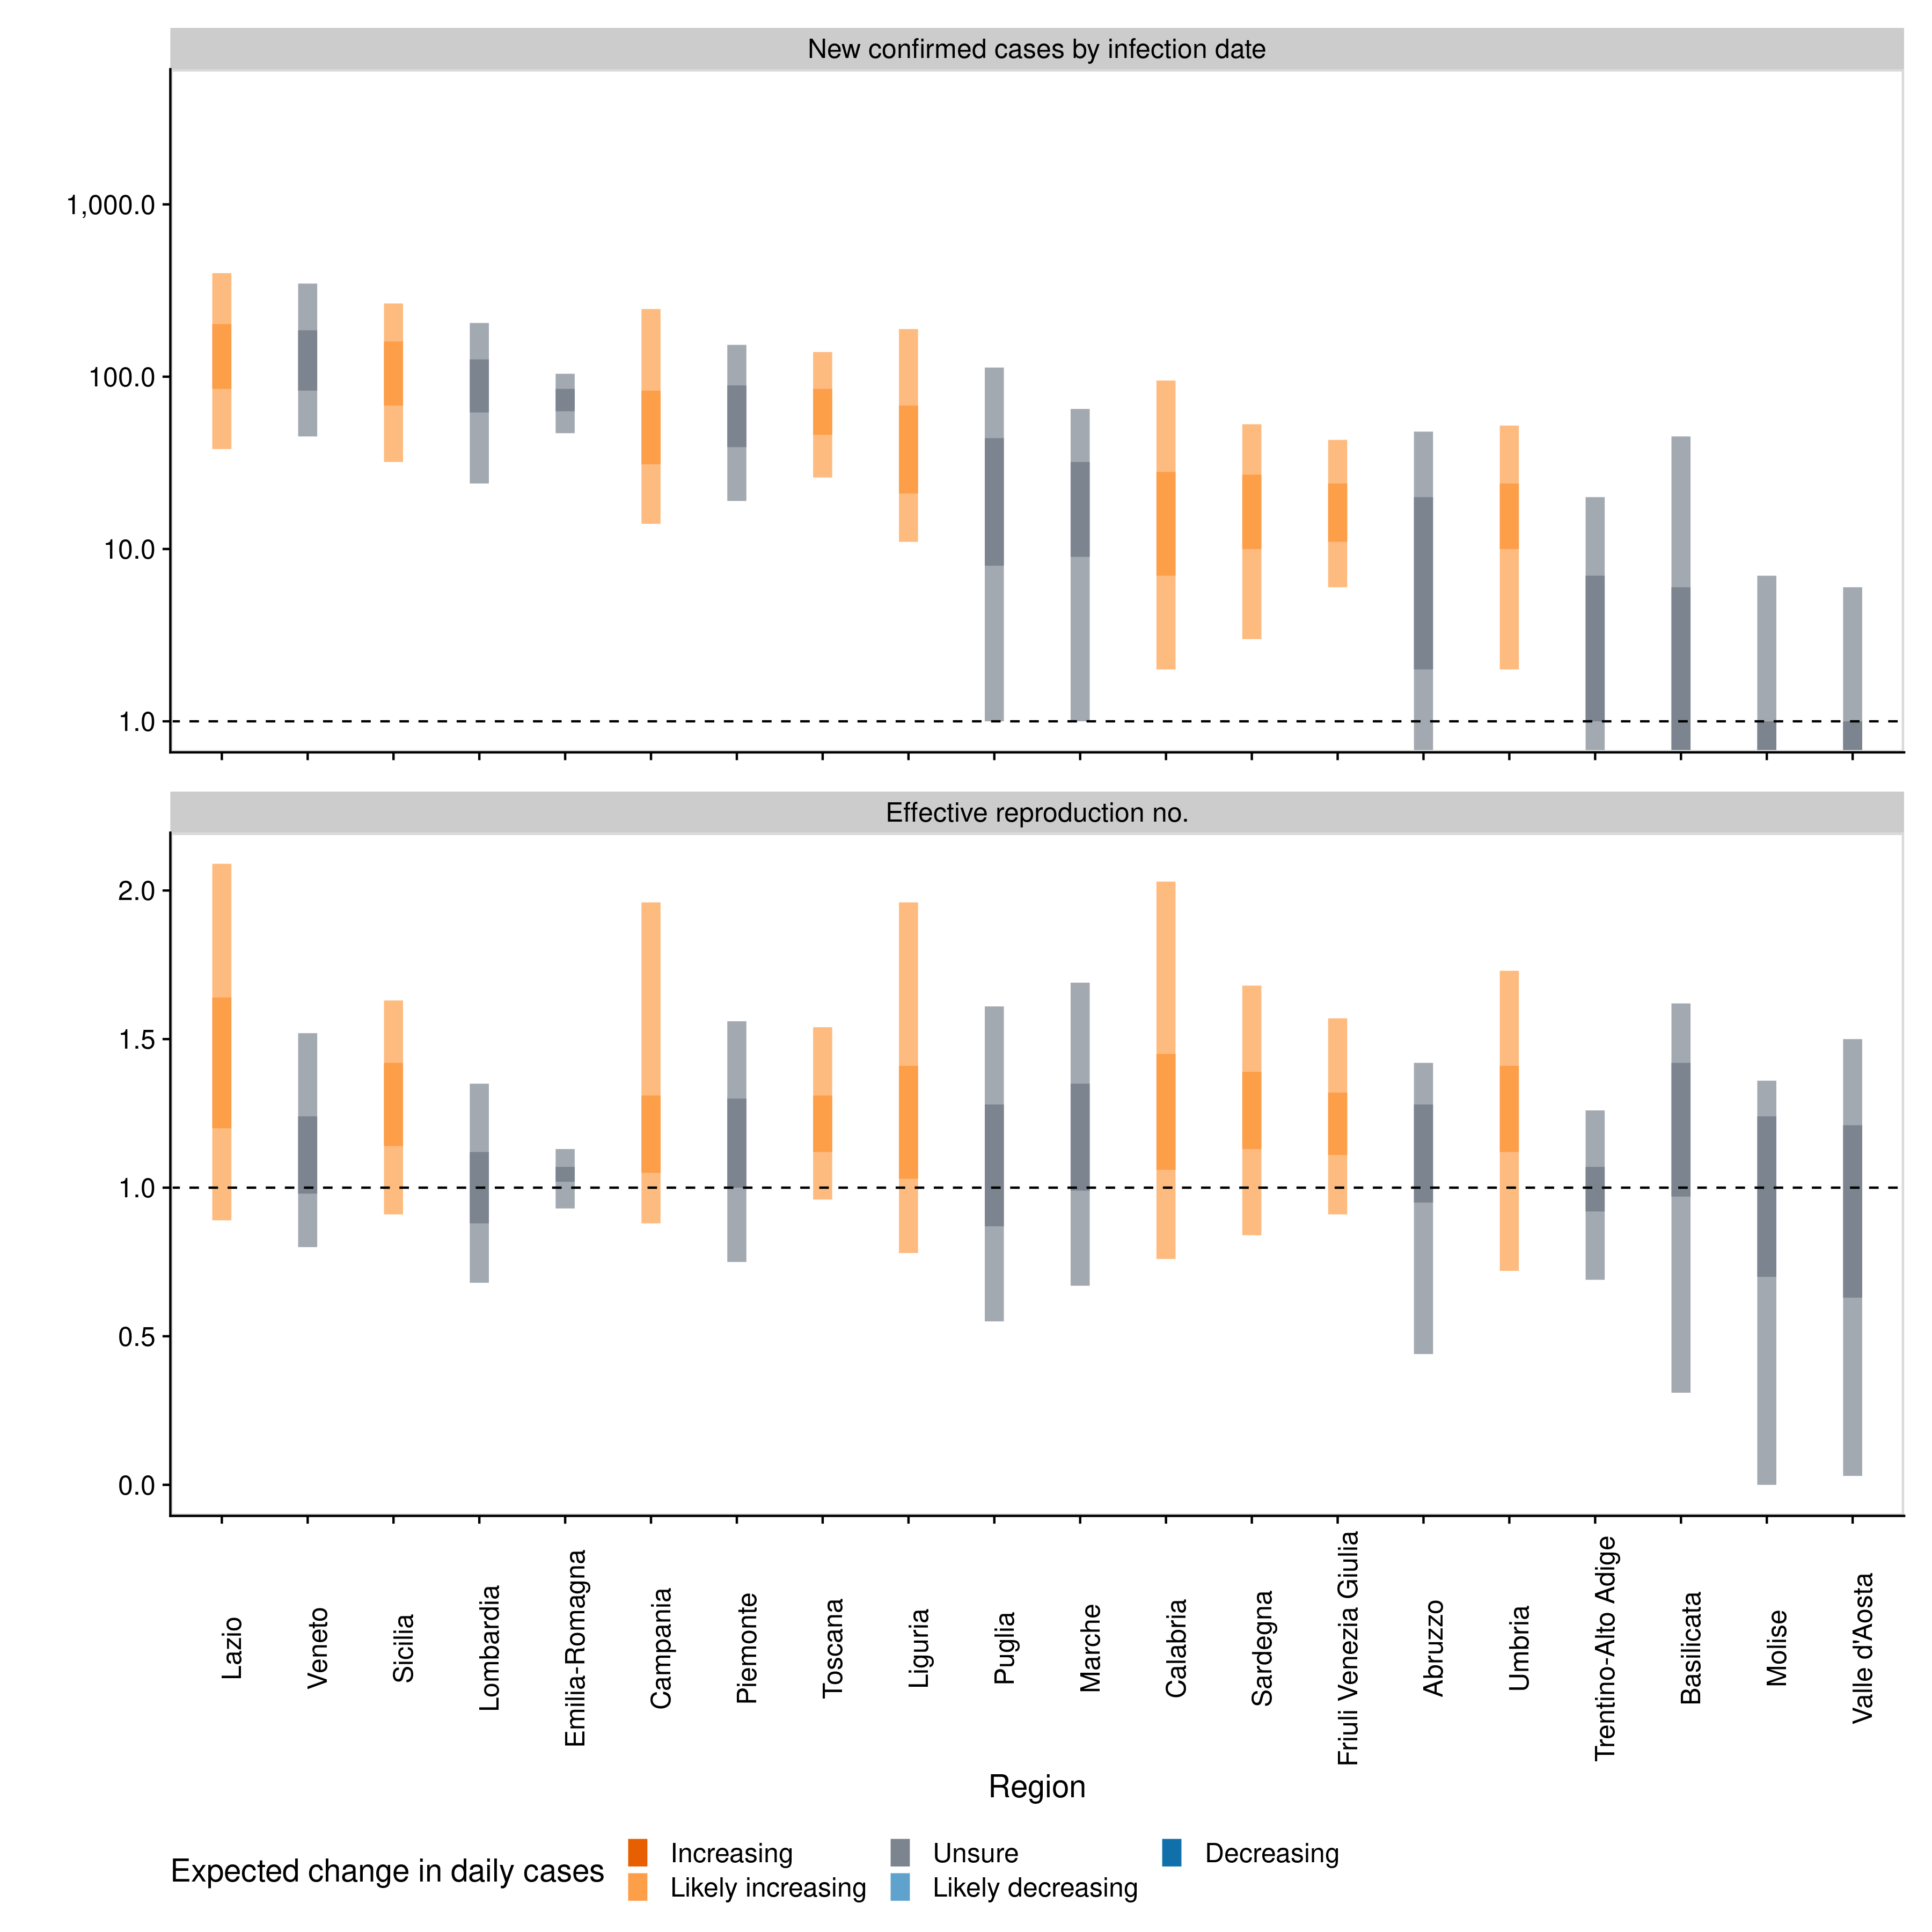 New confirmed cases by infection date
1,000.0
100.0
10.0
1.0
Effective reproduction no.
2.0
1.5
1.0
0.5
0.0
Lazio
Veneto
Sicilia
Lombardia
Emilia-Romagna
Campania
Piemonte
Toscana
Liguria
Puglia
Marche
Calabria
Sardegna
Friuli Venezia Giulia
Abruzzo
Umbria
Trentino-Alto Adige
Basilicata
Molise
Valle d'Aosta
Region
Expected change in daily cases
Increasing
Likely increasing
Unsure
Likely decreasing
Decreasing